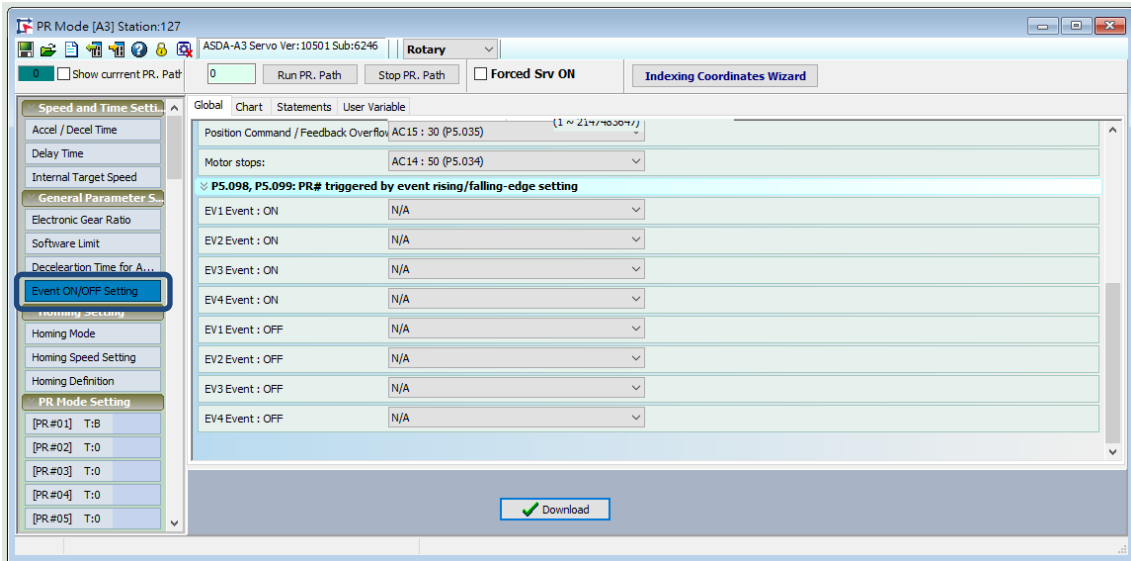 PR Mode [A3] Station:127
ASDA-A3 Servo Ver:10501 Sub:6246
Rotary
0
Show currrent PR. Path
0
Run PR. Path
Stop PR. Path
Forced Srv ON
Indexing Coordinates Wizard
Speed and Time Setti...
Accel / Decel Time
Delay Time
Internal Target Speed
General Parameter S...
Electronic Gear Ratio
Software Limit
Deceleartion Time for A...
Event ON/OFF Setting
Homing Setting
Homing Mode
Homing Speed Setting
Homing Definition
PR Mode Setting
[PR#01] T:B
[PR#02] T:0
[PR#03] T:0
[PR#04] T:0
[PR#05] T:0
Global Chart Statements User Variable
(1 ~ 2147483647)
Position Command / Feedback Overflow AC15 : 30 (P5.035)
Motor stops: AC14 : 50 (P5.034)
P5.098, P5.099: PR# triggered by event rising/falling-edge setting
EV1 Event : ON N/A
EV2 Event : ON N/A
EV3 Event : ON N/A
EV4 Event : ON N/A
EV1 Event : OFF N/A
EV2 Event : OFF N/A
EV3 Event : OFF N/A
EV4 Event : OFF N/A
Download